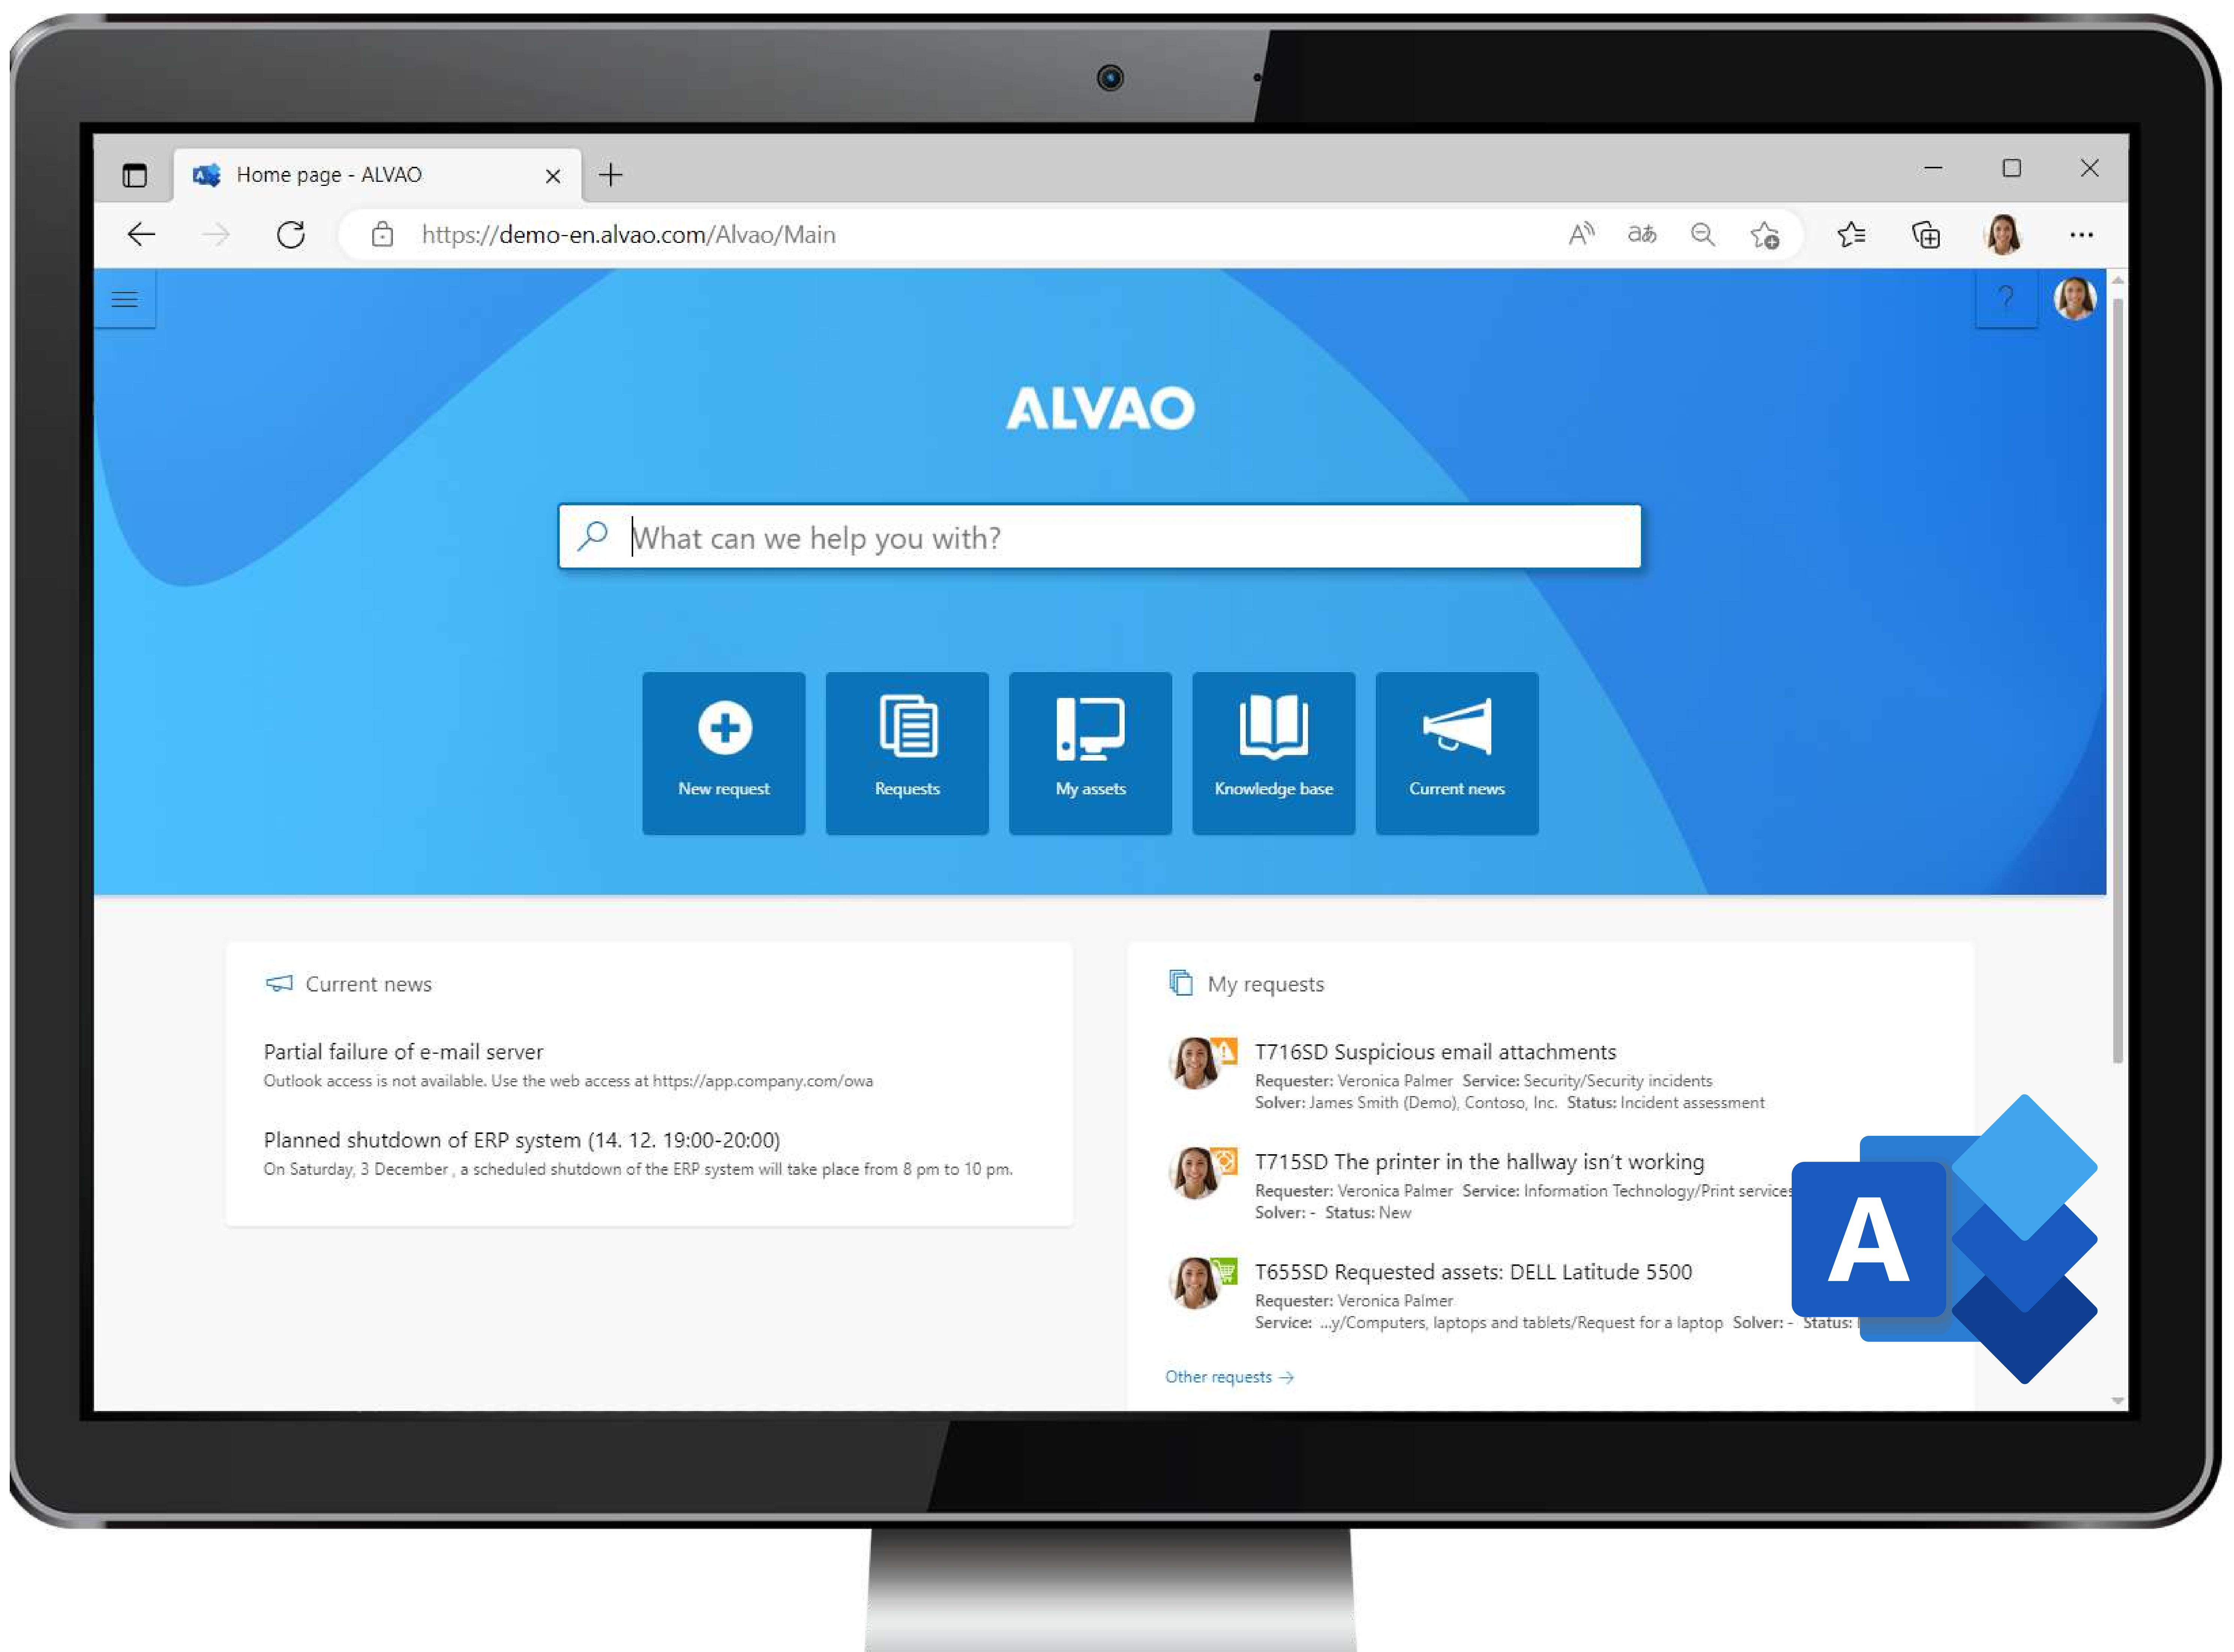 Home page - ALVAO
https://demo-en.alvao.com/Alvao/Main
aあ
ALVAO
What can we help you with?
New request
Requests
My assets
Knowledge base
Current news
Current news
Partial failure of e-mail server
Outlook access is not available. Use the web access at https://app.company.com/owa
Planned shutdown of ERP system (14. 12. 19:00-20:00)
On Saturday, 3 December , a scheduled shutdown of the ERP system will take place from 8 pm to 10 pm.
My requests
T716SD Suspicious email attachments
Requester: Veronica Palmer Service: Security/Security incidents
Solver: James Smith (Demo), Contoso, Inc. Status: Incident assessment
T715SD The printer in the hallway isn't working
Requester: Veronica Palmer Service: Information Technology/Print services
Solver: - Status: New
T655SD Requested assets: DELL Latitude 5500
Requester: Veronica Palmer
Service: ...y/Computers, laptops and tablets/Request for a laptop Solver: - Status:
Other requests →
A